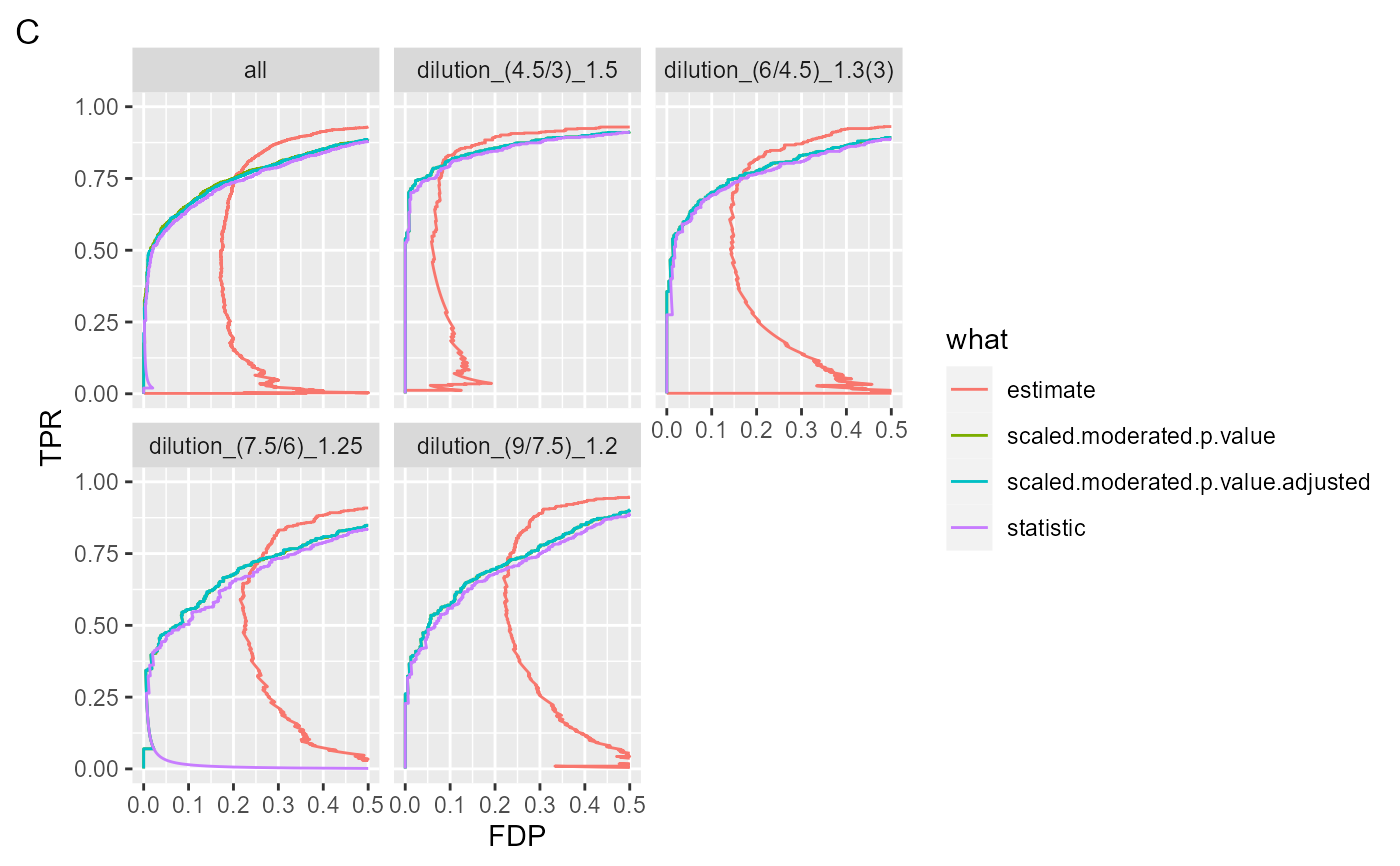 C
all
dilution_(4.5/3)_1.5
dilution_(6/4.5)_1.3(3)
1.00
0.75
0.50
0.25
0.00
0.0 0.1 0.2 0.3 0.4 0.5
dilution_(7.5/6)_1.25
dilution_(9/7.5)_1.2
1.00
0.75
0.50
0.25
0.00
0.0 0.1 0.2 0.3 0.4 0.5
0.0 0.1 0.2 0.3 0.4 0.5
TPR
FDP
what
estimate
scaled.moderated.p.value
scaled.moderated.p.value.adjusted
statistic